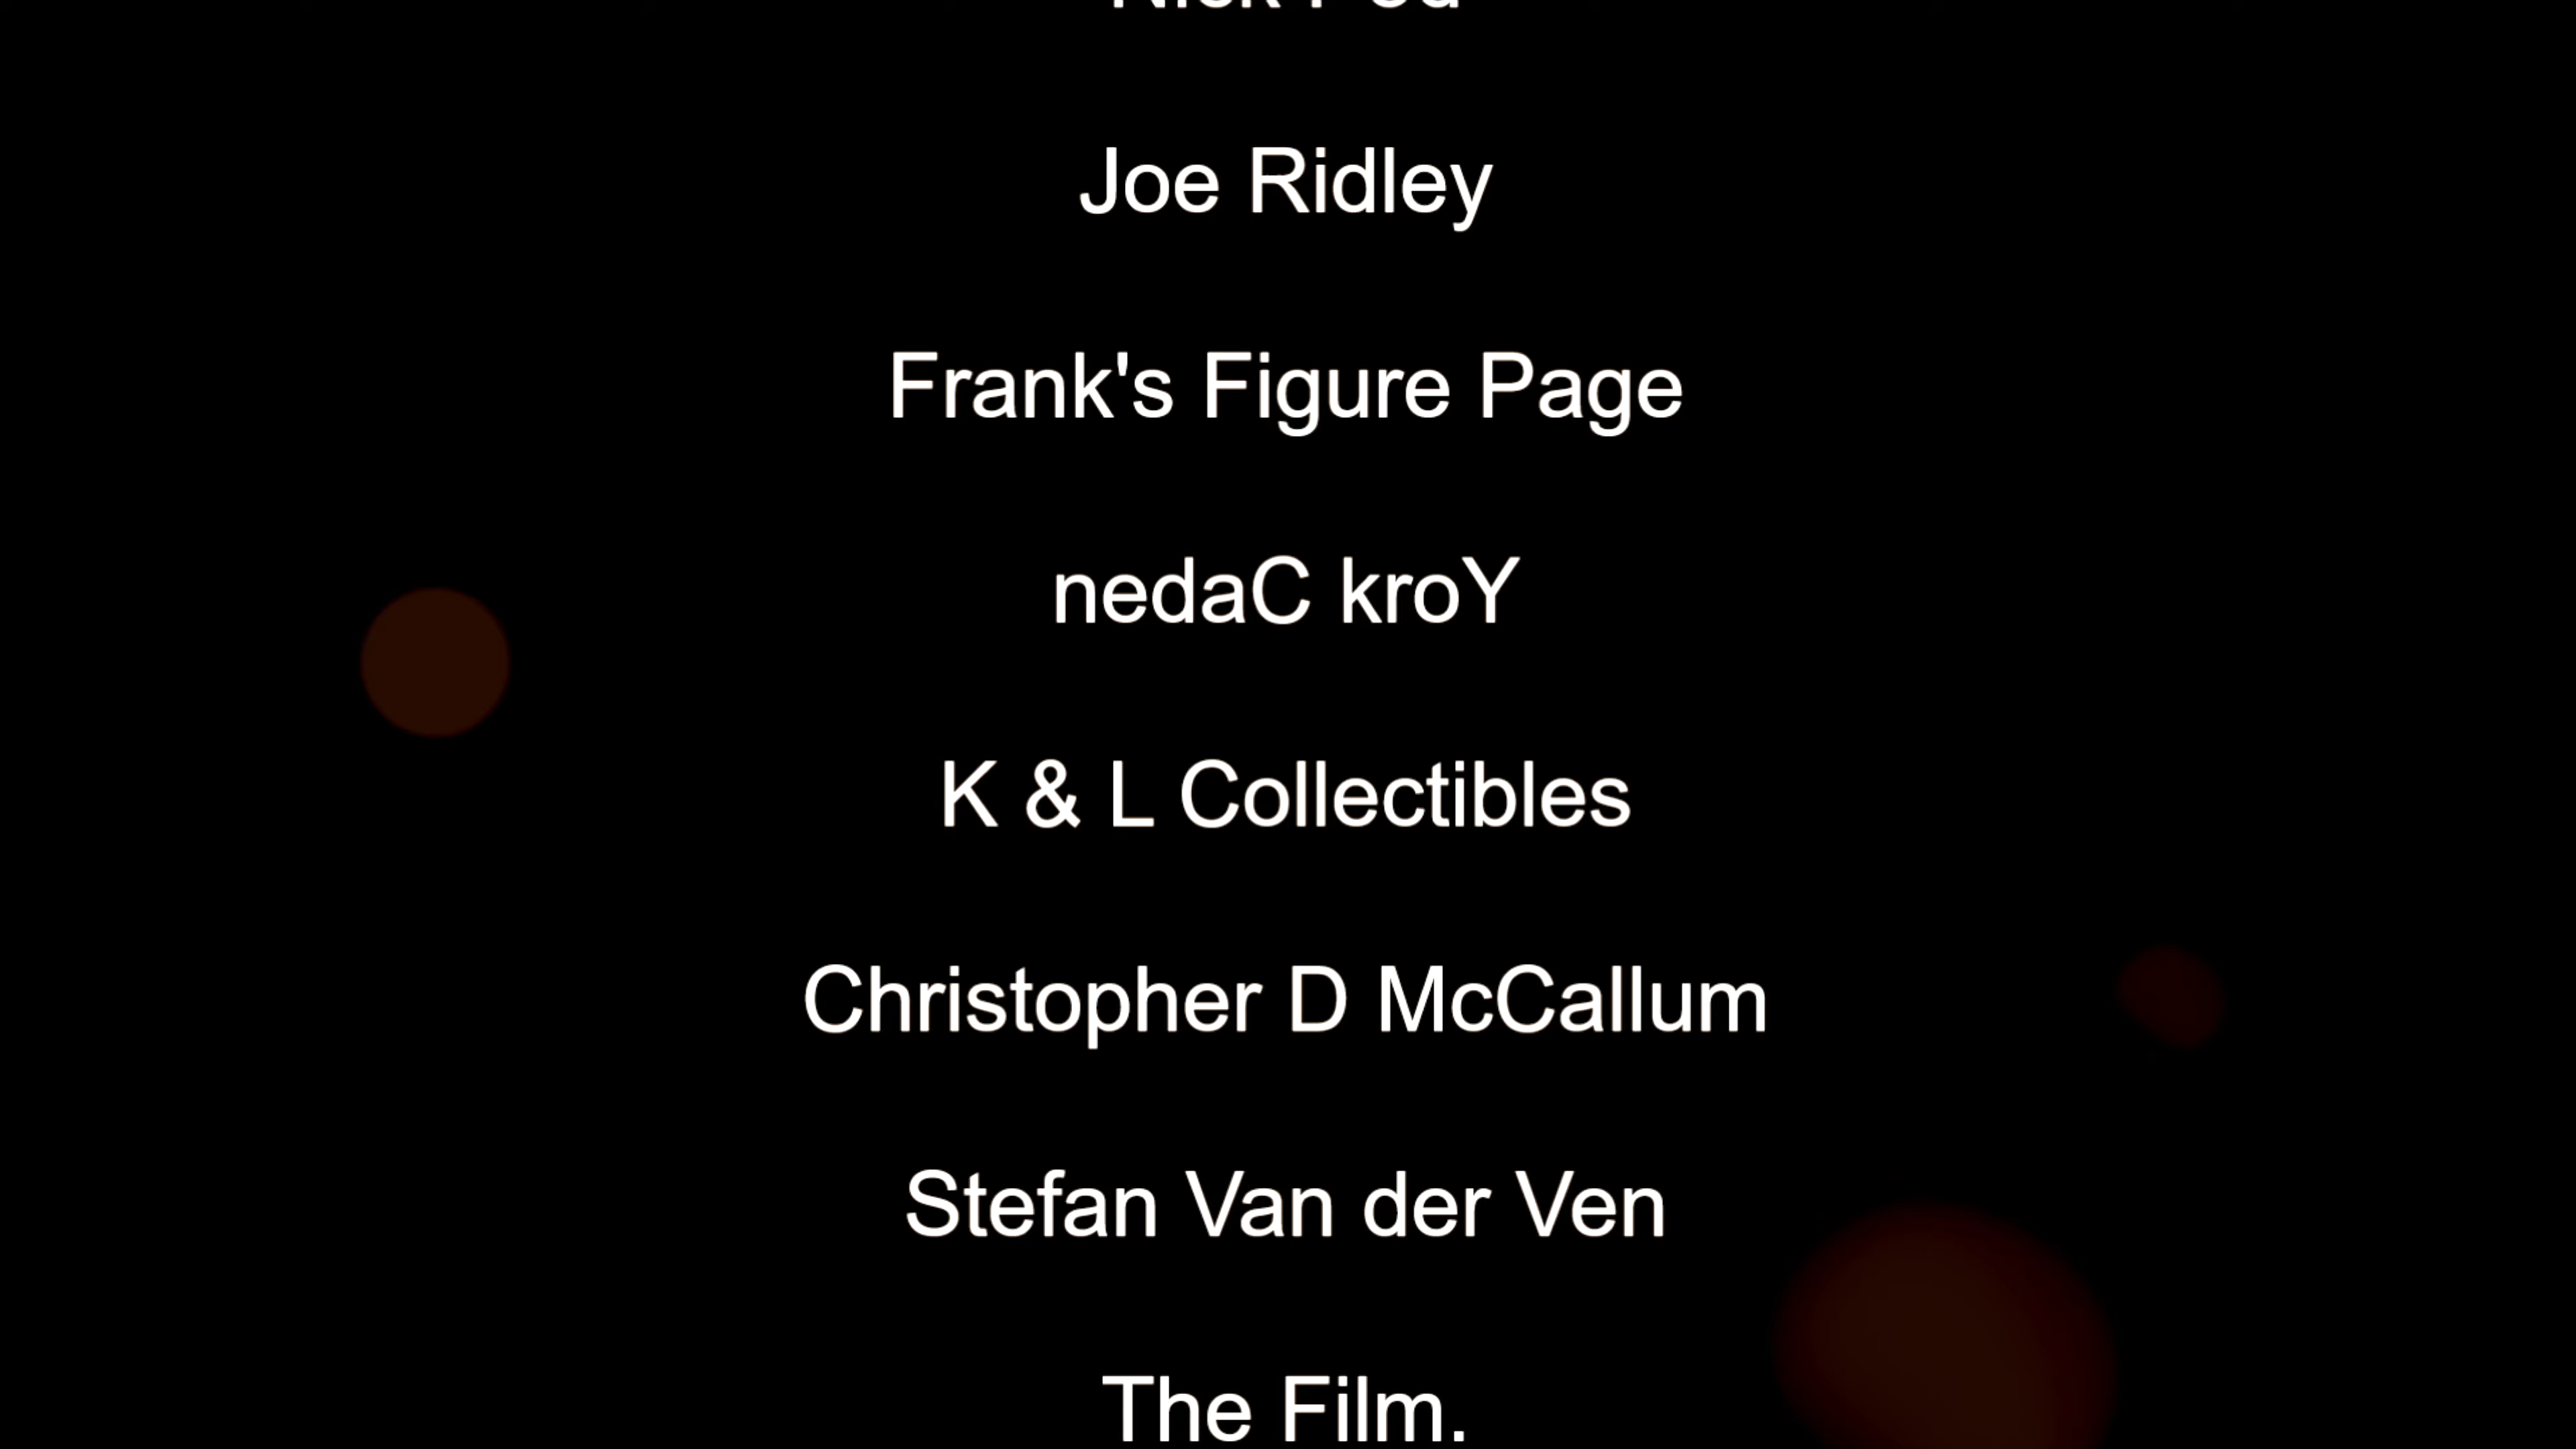 Joe Ridley
Frank's Figure Page
nedaC kroY
K & L Collectibles
Christopher D McCallum
Stefan Van der Ven
The Film.